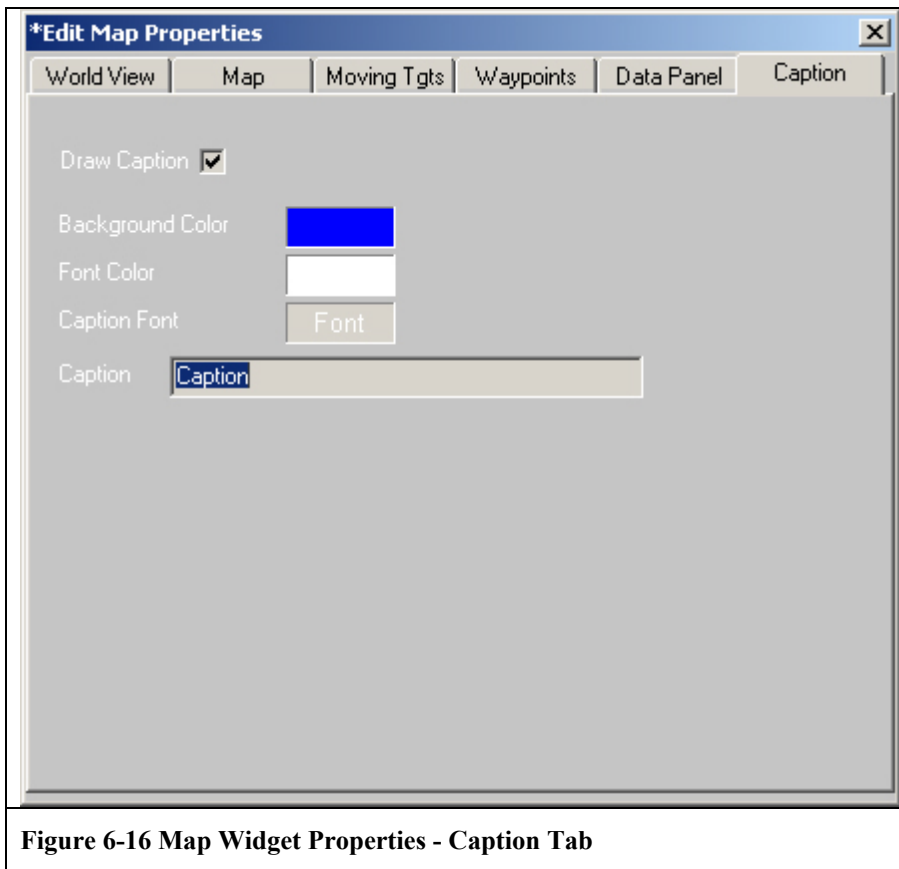 *Edit Map Properties
World View Map Moving Tgts Waypoints Data Panel Caption
Draw Caption
Background Color
Font Color
Caption Font Font
Caption Caption
Figure 6-16 Map Widget Properties - Caption Tab